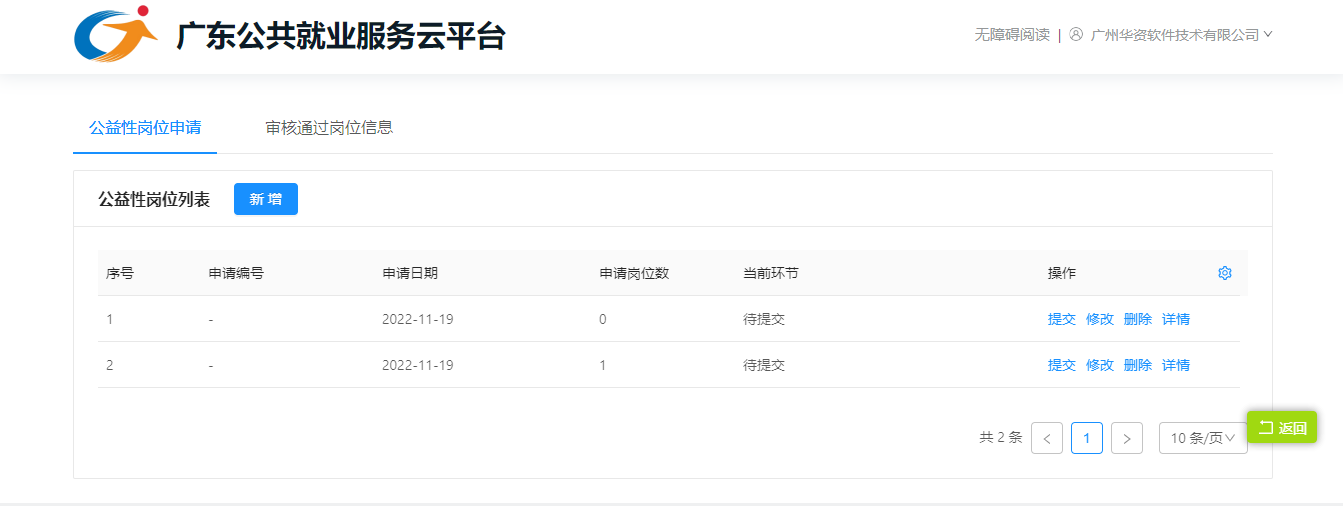 广东公共就业服务云平台
无障碍阅读 | 广州华资软件技术有限公司
公益性岗位申请 审核通过岗位信息
公益性岗位列表 新增
序号 申请编号 申请日期 申请岗位数 当前环节 操作
1 - 2022-11-19 0 待提交 提交 修改 删除 详情
2 - 2022-11-19 1 待提交 提交 修改 删除 详情
共 2 条 < 1 > 10 条/页
返回